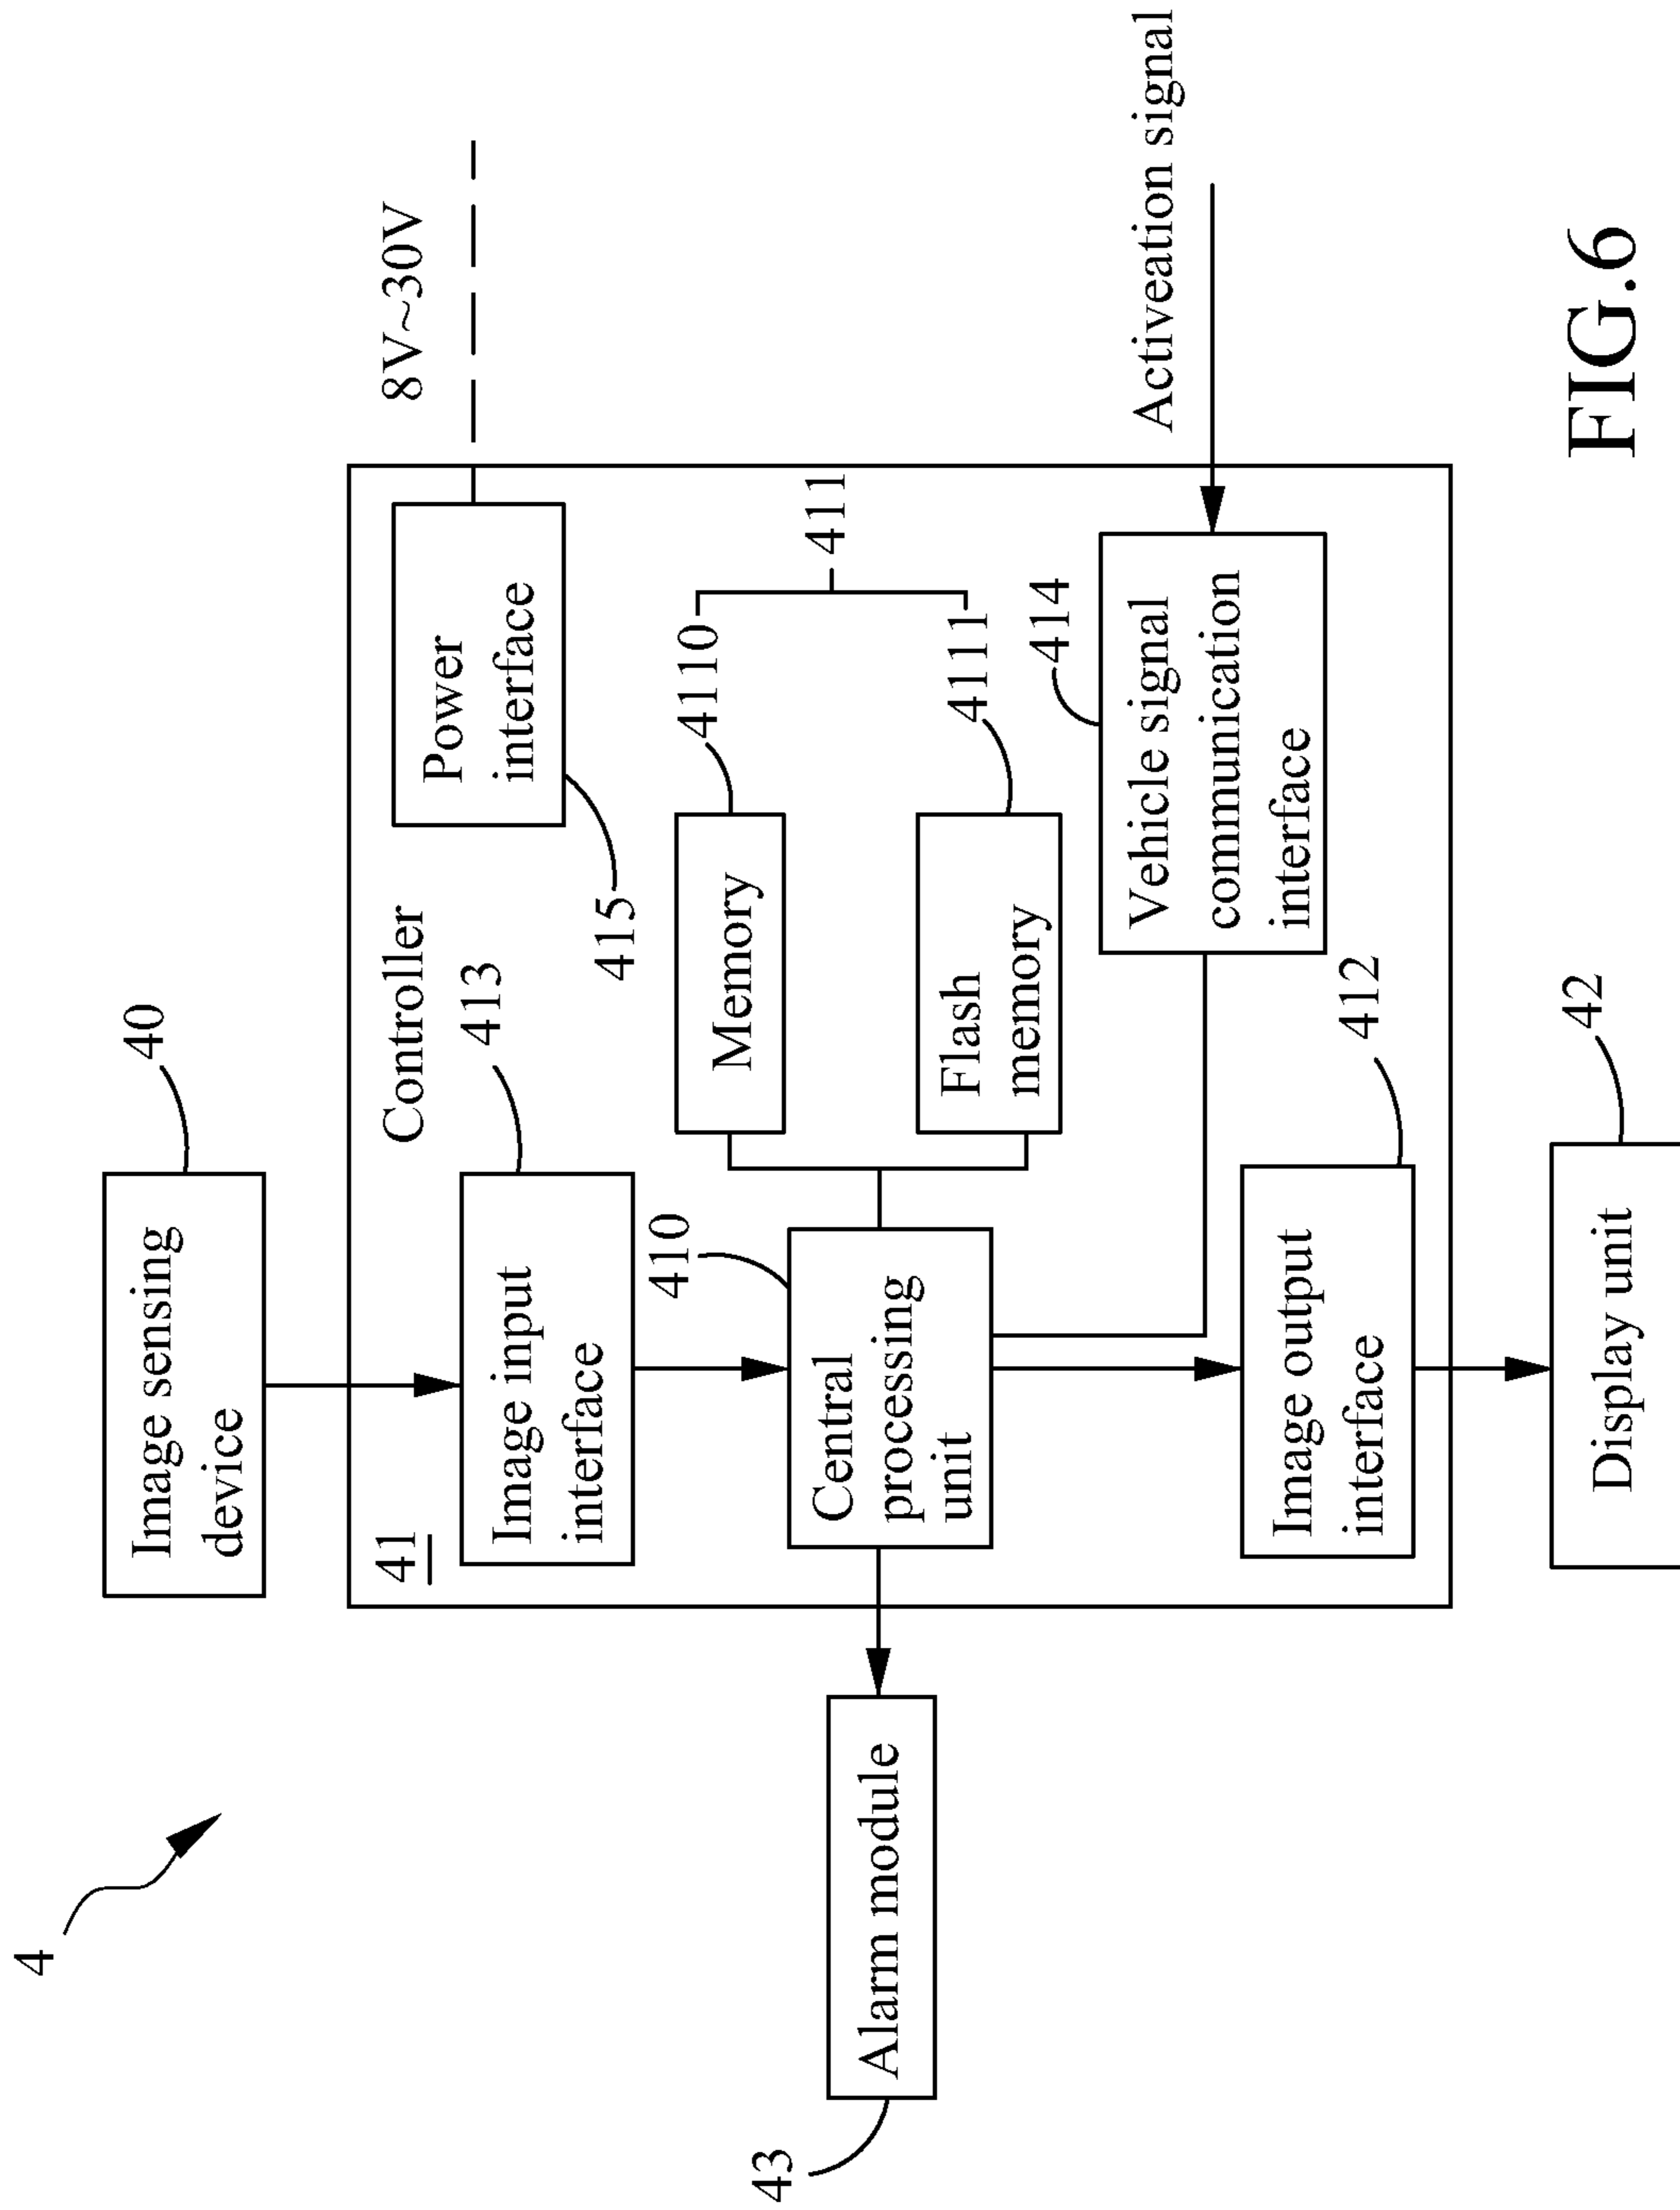 4
Image sensing
device
40
41
Controller
8V~30V
Power
interface
415
Image input
interface
413
410
Central
processing
unit
Memory
4110
411
Flash
memory
4111
Alarm module
43
414
Vehicle signal
communication
interface
Activeation signal
Image output
interface
412
Display unit
42
FIG.6